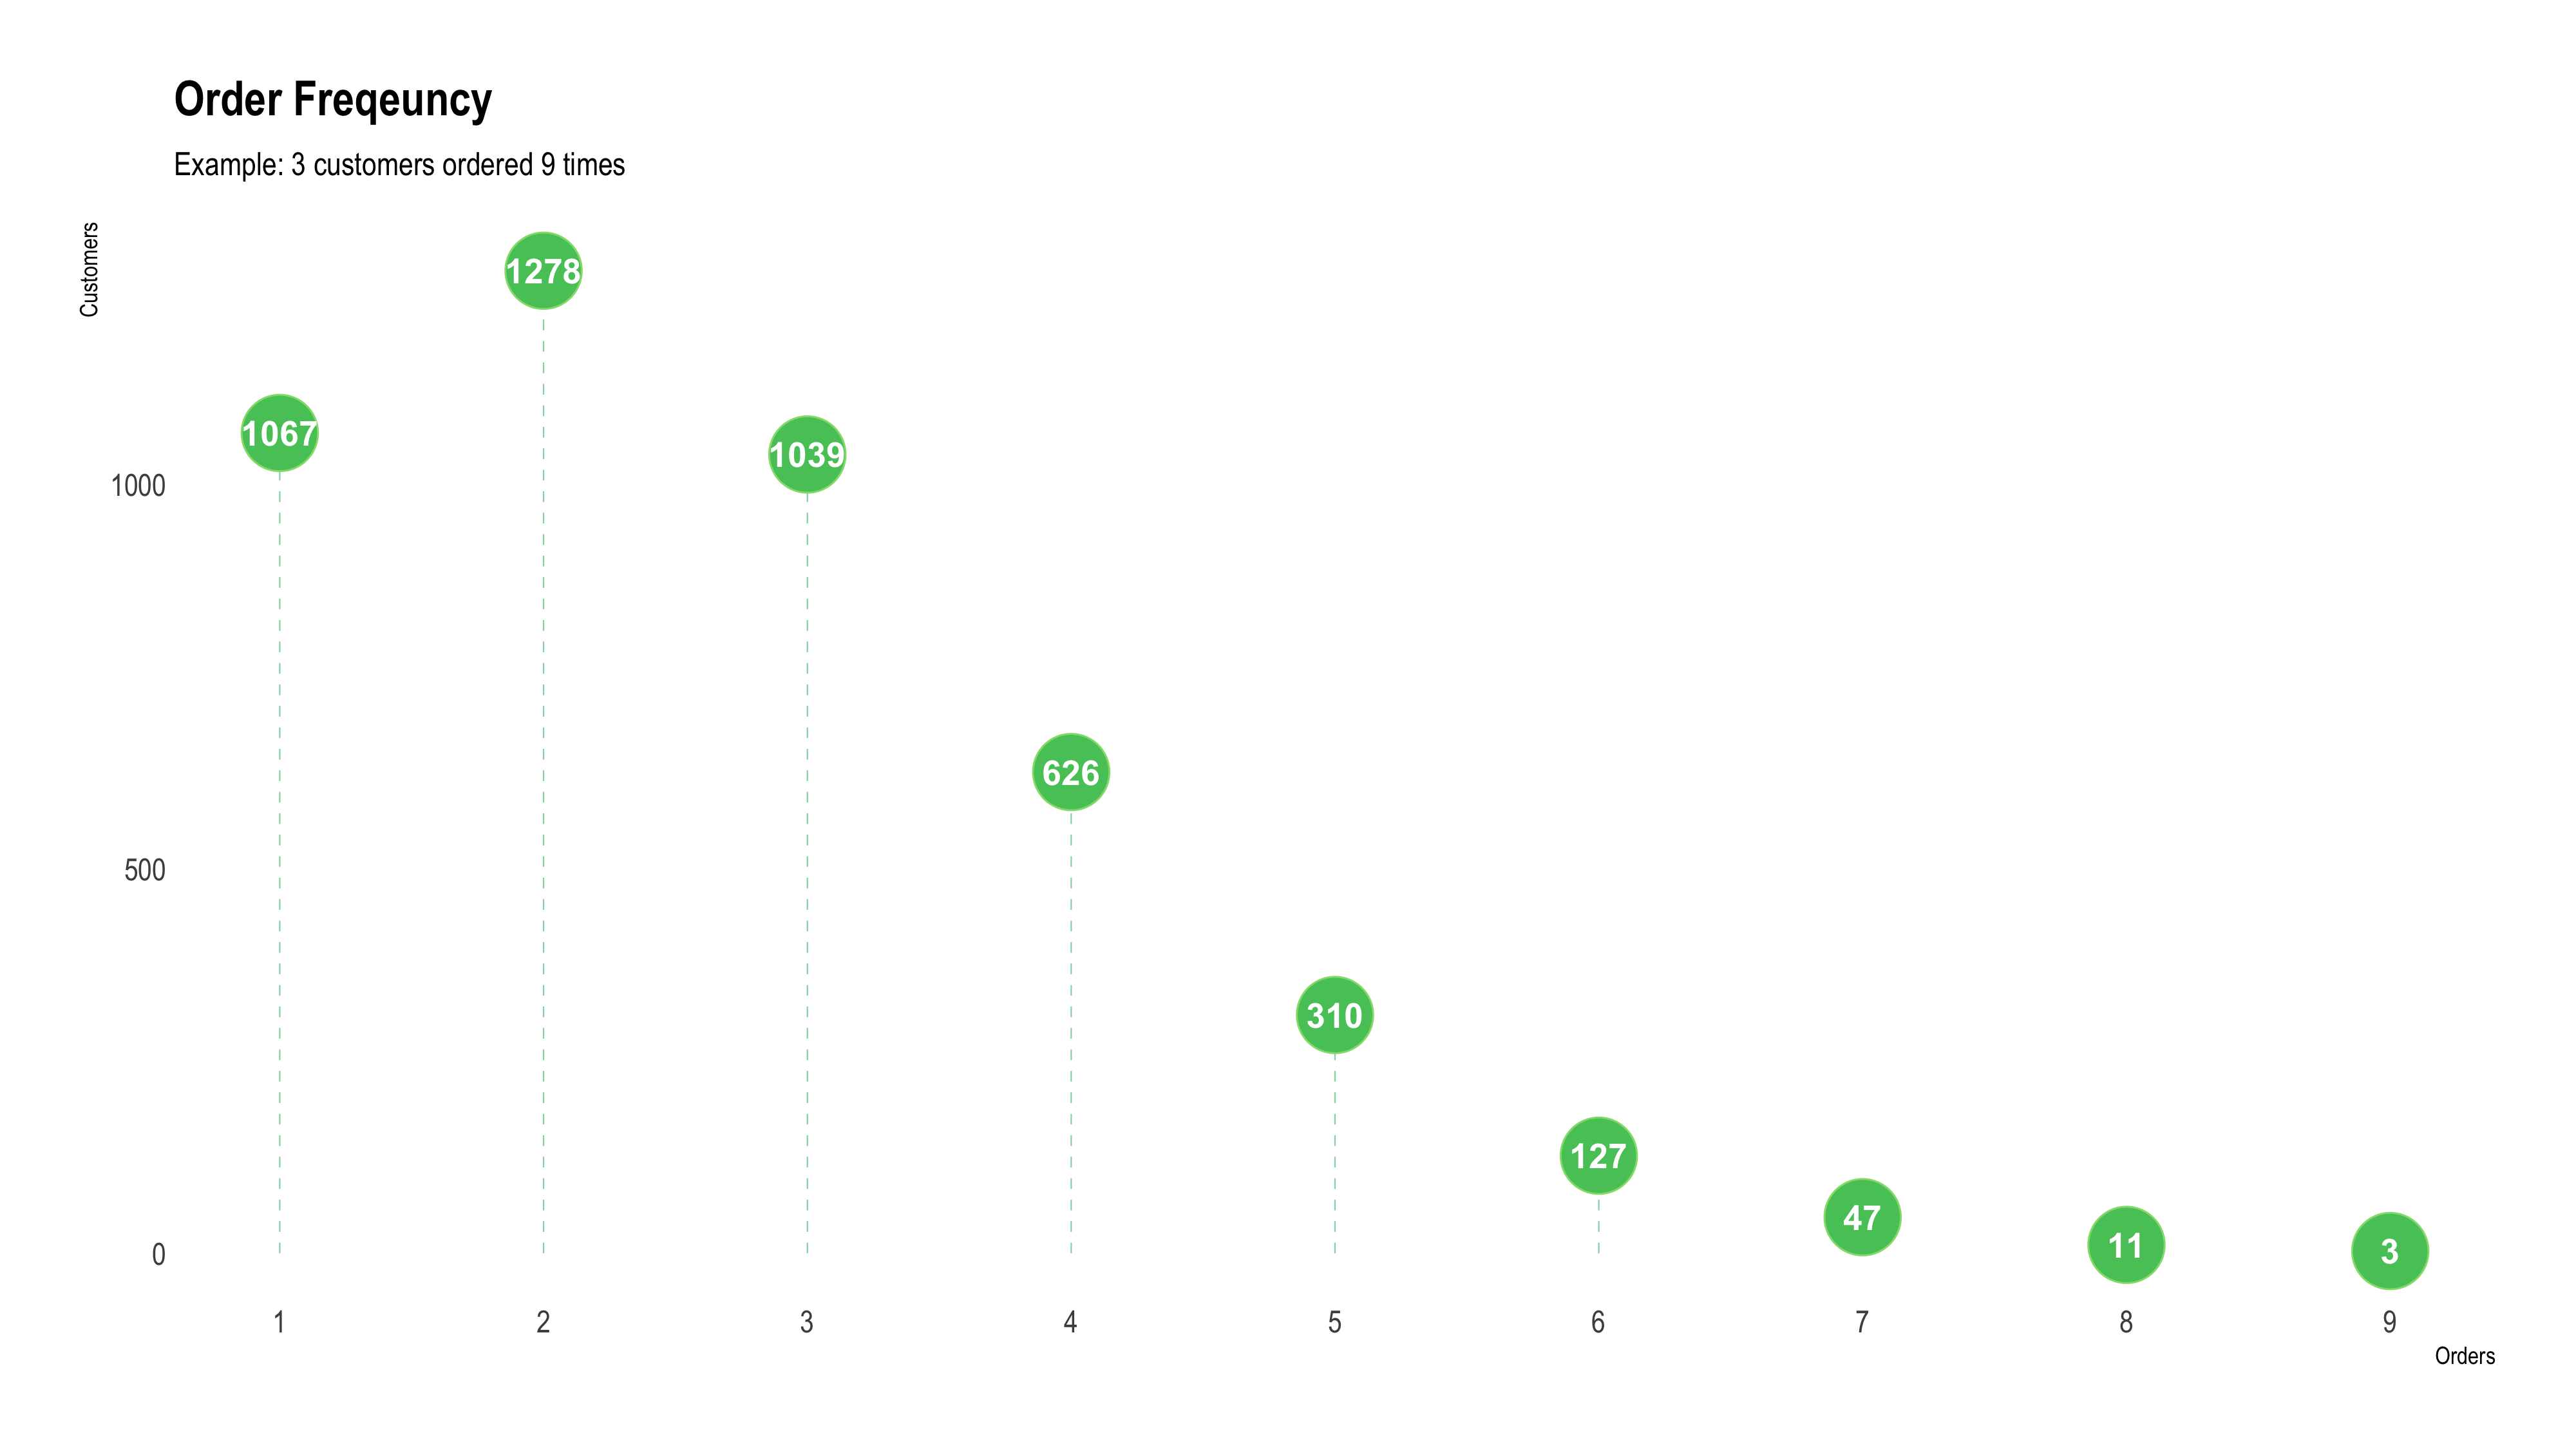 Order Freqeuncy
Example: 3 customers ordered 9 times
Customers
1278
1067
1039
1000
626
500
310
127
47
11
3
0
1 2 3 4 5 6 7 8 9
Orders